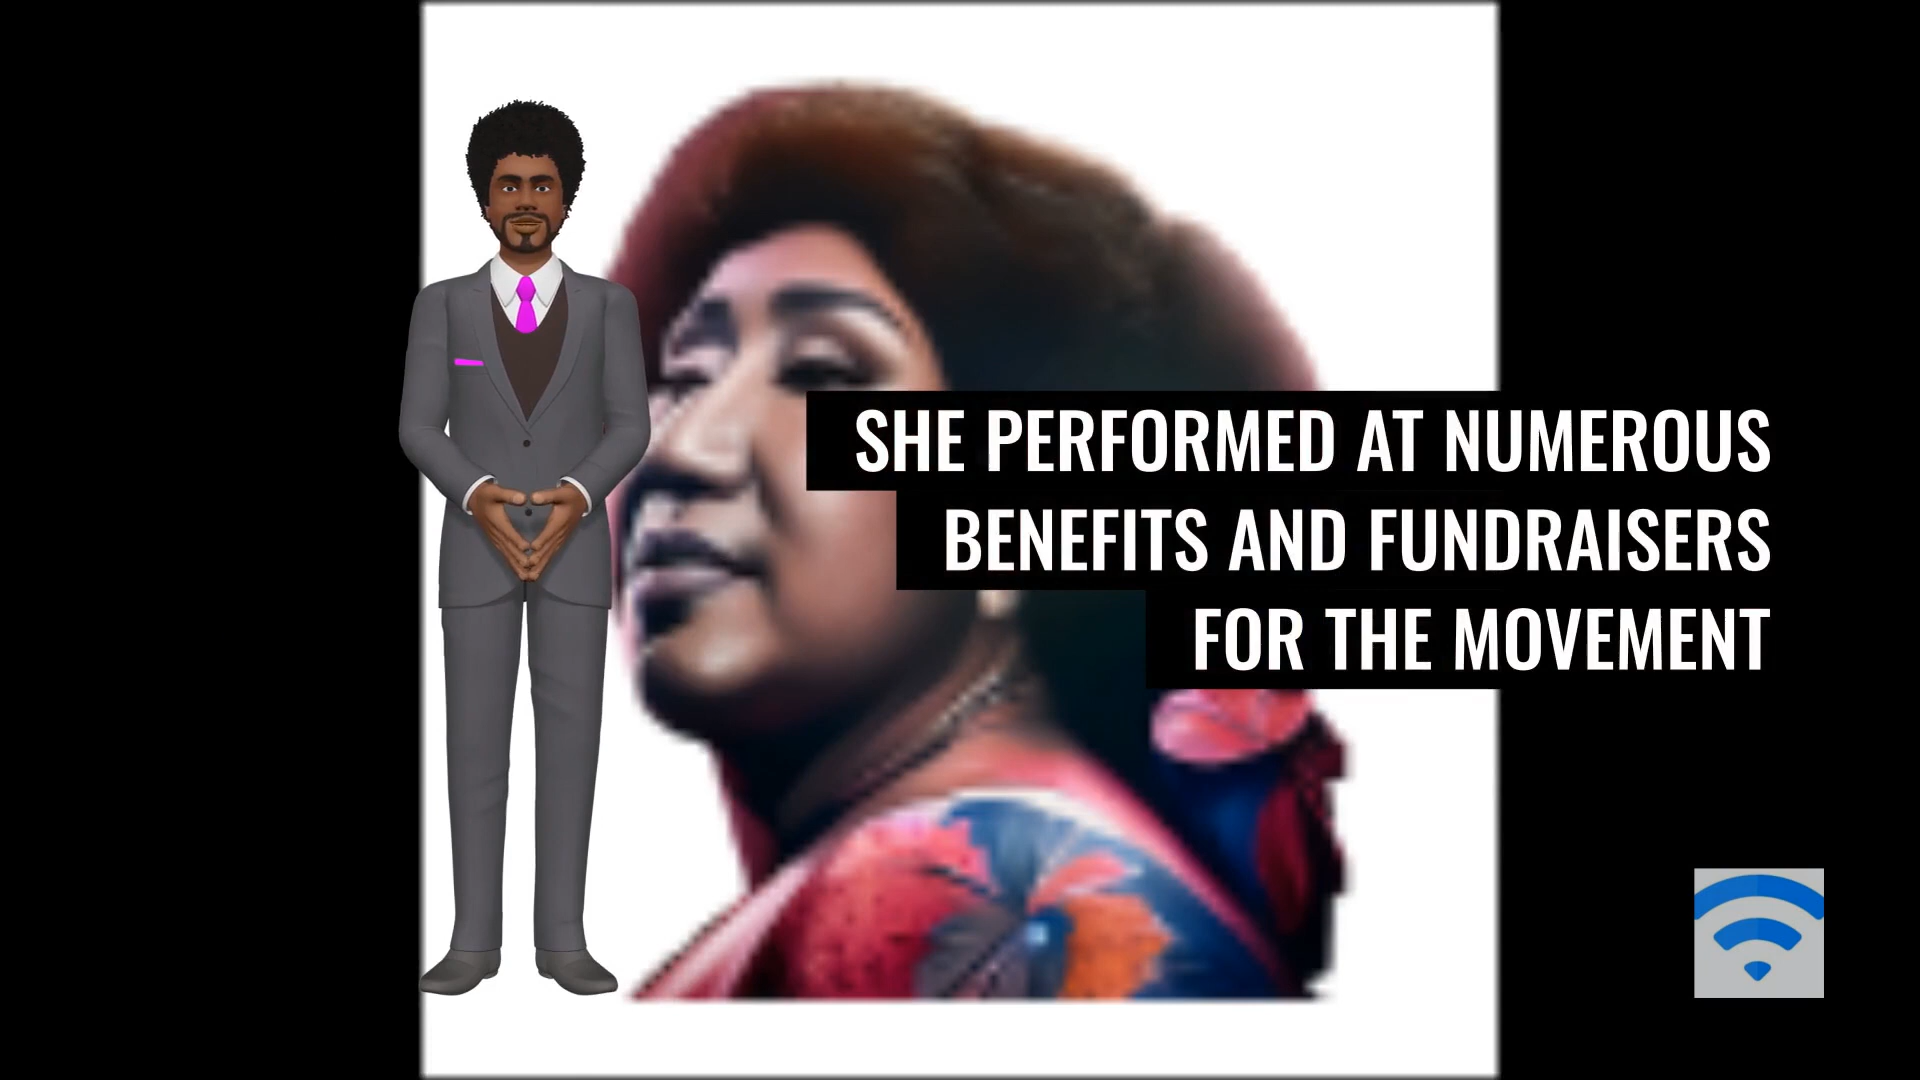 SHE PERFORMED AT NUMEROUS
BENEFITS AND FUNDRAISERS
FOR THE MOVEMENT